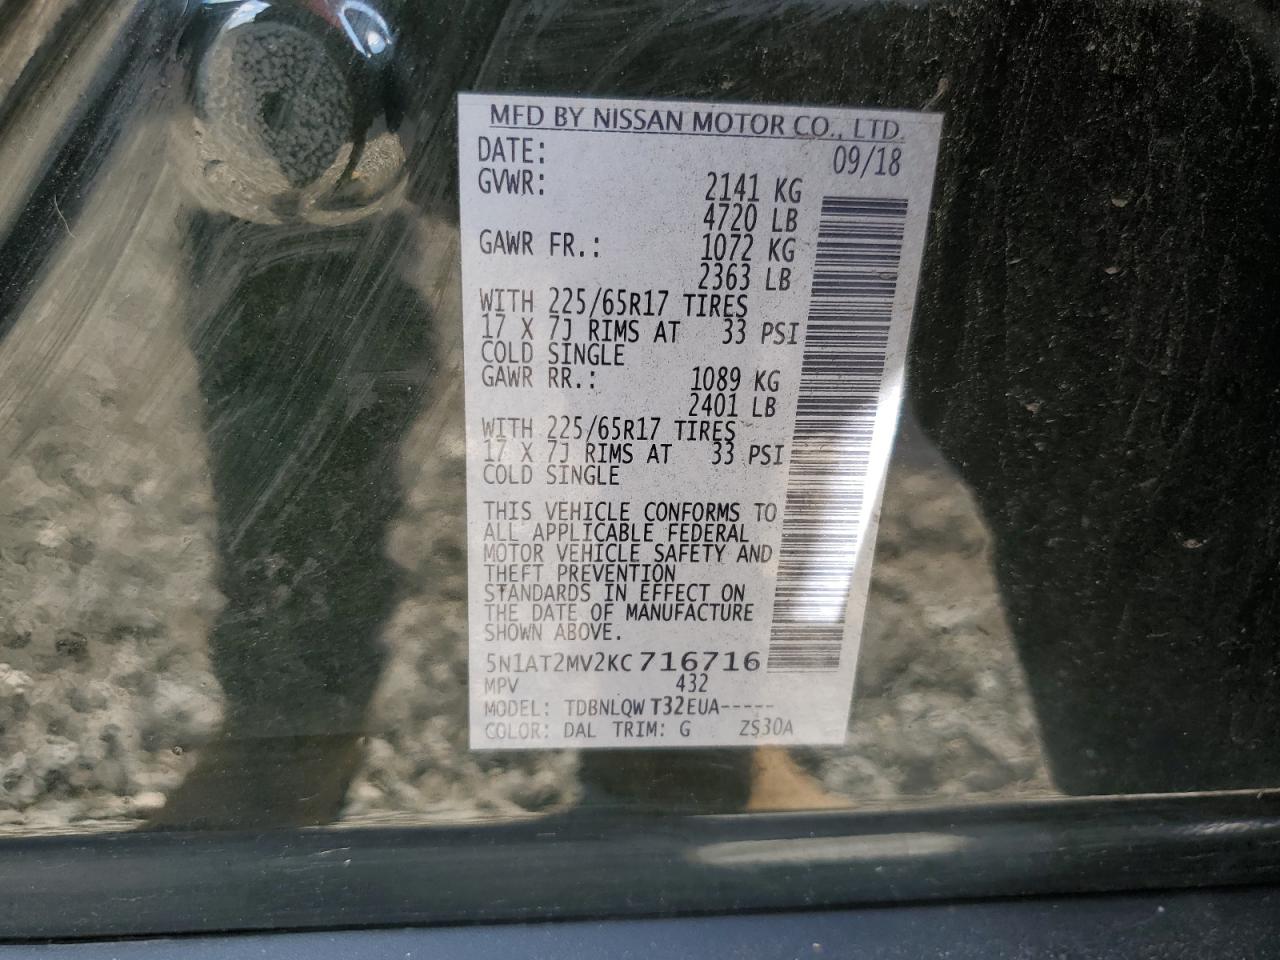 MFD BY NISSAN MOTOR CO., LTD.
DATE: 09/18
GVWR: 2141 KG
4720 LB
GAWR FR.: 1072 KG
2363 LB
WITH 225/65R17 TIRES
17 X 7J RIMS AT 33 PSI
COLD SINGLE
GAWR RR.: 1089 KG
2401 LB
WITH 225/65R17 TIRES
17 X 7J RIMS AT 33 PSI
COLD SINGLE
THIS VEHICLE CONFORMS TO
ALL APPLICABLE FEDERAL
MOTOR VEHICLE SAFETY AND
THEFT PREVENTION
STANDARDS IN EFFECT ON
THE DATE OF MANUFACTURE
SHOWN ABOVE.
5N1AT2MV2KC716716
MPV 432
MODEL: TDBNLQWT32EUA-----
COLOR: DAL TRIM: G ZS30A